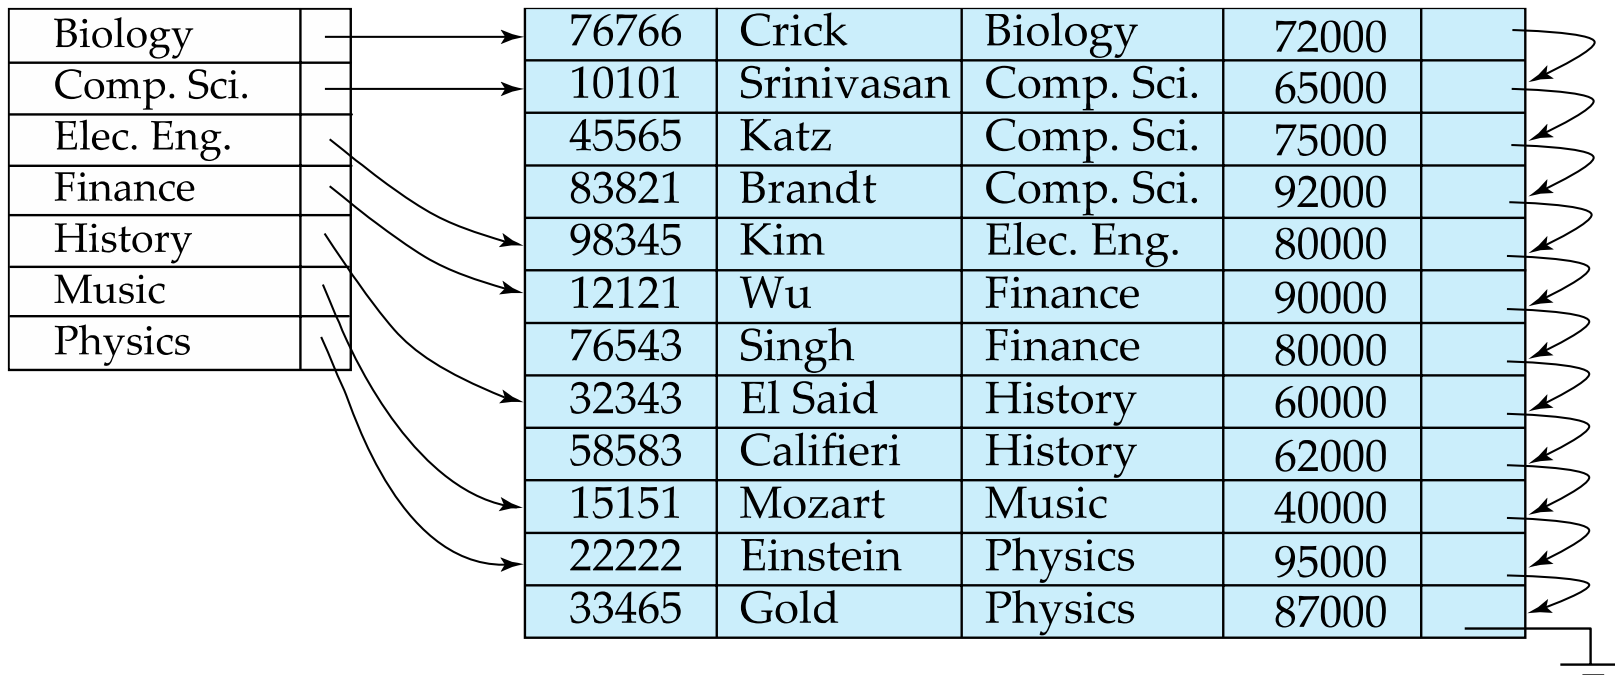 Biology
Comp. Sci.
Elec. Eng.
Finance
History
Music
Physics
76766 Crick Biology 72000
10101 Srinivasan Comp. Sci. 65000
45565 Katz Comp. Sci. 75000
83821 Brandt Comp. Sci. 92000
98345 Kim Elec. Eng. 80000
12121 Wu Finance 90000
76543 Singh Finance 80000
32343 El Said History 60000
58583 Califieri History 62000
15151 Mozart Music 40000
22222 Einstein Physics 95000
33465 Gold Physics 87000